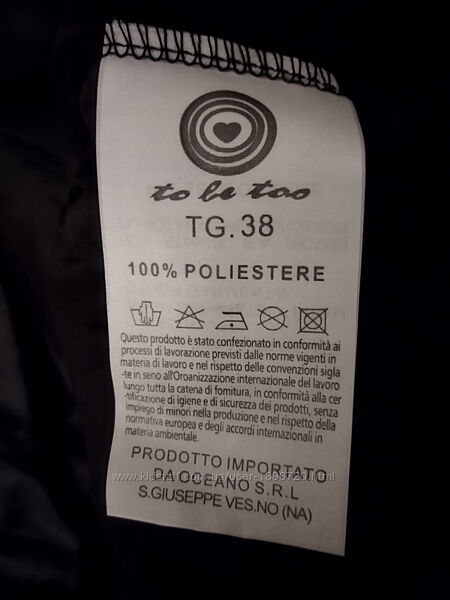 to be too
TG.38
100% POLIESTERE
Questo prodotto è stato confezionato in conformità ai
processi di lavorazione previsti dalle norme vigenti in
materia di lavoro e nel rispetto delle convenzioni sigla
-te in seno all'Oroanizzazione internazionale del lavoro
lungo tutta la catena di fornitura, in conformità alla cer
-tificazione di igiene e di sicurezza dei prodotti, senza
impiego di minori nella produzione e nel rispetto della
normativa europea e degli accordi internazionali in
materia ambientale.
PRODOTTO IMPORTATO
DA OCEANO S.R.L
S.GIUSEPPE VES.NO (NA)